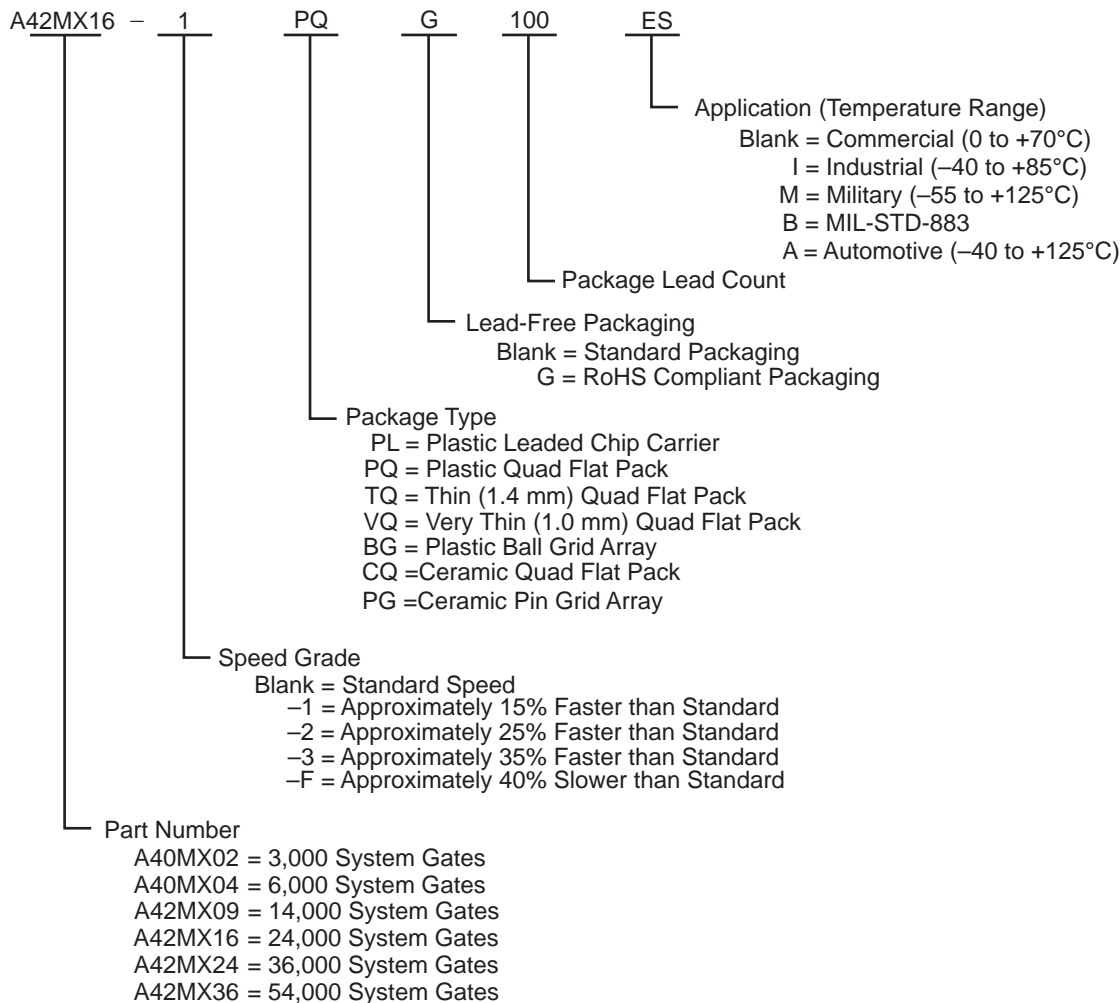 A42MX16 – 1 PQ G 100 ES
Application (Temperature Range)
Blank = Commercial (0 to +70°C)
I = Industrial (–40 to +85°C)
M = Military (–55 to +125°C)
B = MIL-STD-883
A = Automotive (–40 to +125°C)
Package Lead Count
Lead-Free Packaging
Blank = Standard Packaging
G = RoHS Compliant Packaging
Package Type
PL = Plastic Leaded Chip Carrier
PQ = Plastic Quad Flat Pack
TQ = Thin (1.4 mm) Quad Flat Pack
VQ = Very Thin (1.0 mm) Quad Flat Pack
BG = Plastic Ball Grid Array
CQ =Ceramic Quad Flat Pack
PG =Ceramic Pin Grid Array
Speed Grade
Blank = Standard Speed
–1 = Approximately 15% Faster than Standard
–2 = Approximately 25% Faster than Standard
–3 = Approximately 35% Faster than Standard
–F = Approximately 40% Slower than Standard
Part Number
A40MX02 = 3,000 System Gates
A40MX04 = 6,000 System Gates
A42MX09 = 14,000 System Gates
A42MX16 = 24,000 System Gates
A42MX24 = 36,000 System Gates
A42MX36 = 54,000 System Gates